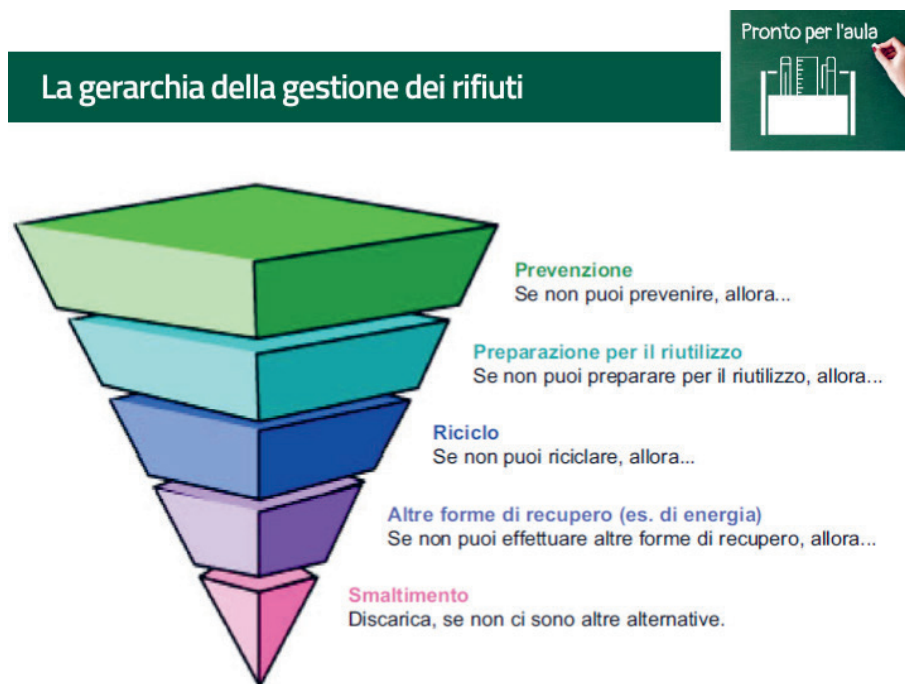 Pronto per l'aula
La gerarchia della gestione dei rifiuti
Prevenzione
Se non puoi prevenire, allora...
Preparazione per il riutilizzo
Se non puoi preparare per il riutilizzo, allora...
Riciclo
Se non puoi riciclare, allora...
Altre forme di recupero (es. di energia)
Se non puoi effettuare altre forme di recupero, allora...
Smaltimento
Discarica, se non ci sono altre alternative.